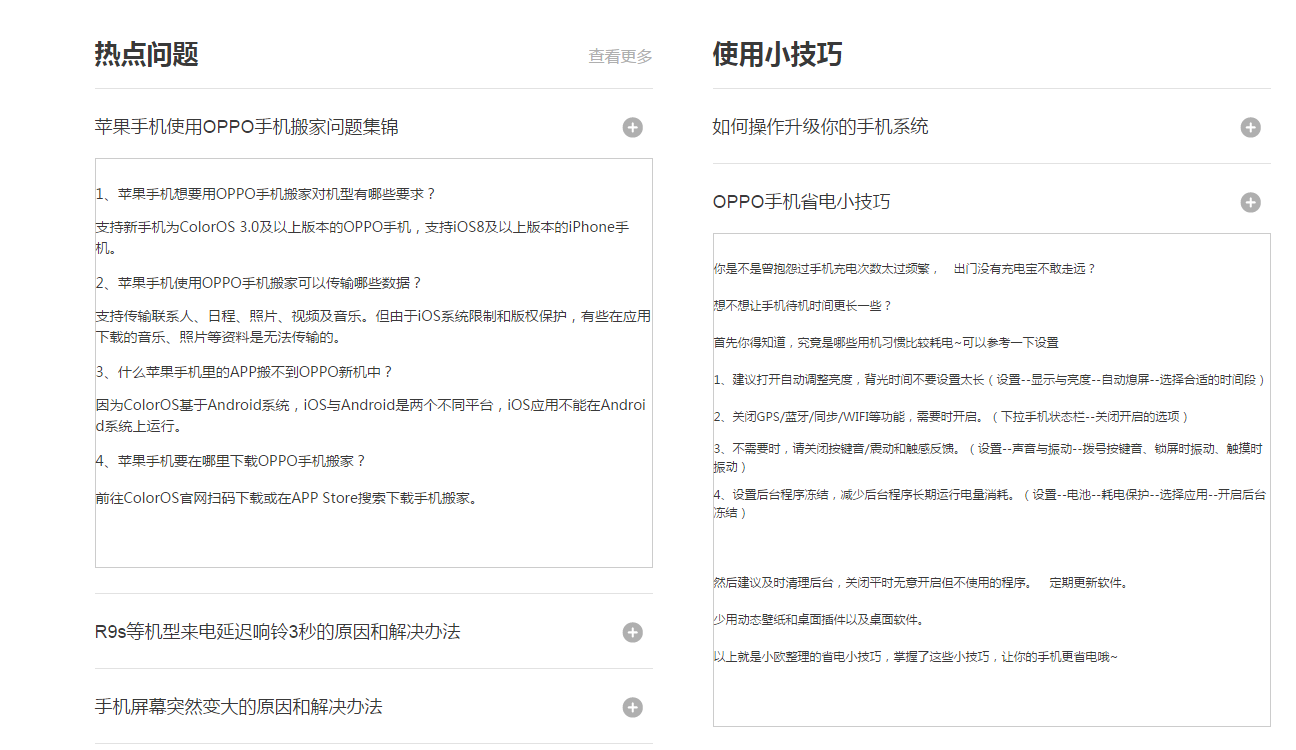 热点问题
查看更多
苹果手机使用OPPO手机搬家问题集锦
1、苹果手机想要用OPPO手机搬家对机型有哪些要求？
支持新手机为ColorOS 3.0及以上版本的OPPO手机，支持iOS8及以上版本的iPhone手
机。
2、苹果手机使用OPPO手机搬家可以传输哪些数据？
支持传输联系人、日程、照片、视频及音乐。但由于iOS系统限制和版权保护，有些在应用
下载的音乐、照片等资料是无法传输的。
3、什么苹果手机里的APP搬不到OPPO新机中？
因为ColorOS基于Android系统，iOS与Android是两个不同平台，iOS应用不能在Androi
d系统上运行。
4、苹果手机要在哪里下载OPPO手机搬家？
前往ColorOS官网扫码下载或在APP Store搜索下载手机搬家。
R9s等机型来电延迟响铃3秒的原因和解决办法
手机屏幕突然变大的原因和解决办法
使用小技巧
如何操作升级你的手机系统
OPPO手机省电小技巧
你是不是曾抱怨过手机充电次数太过频繁， 出门没有充电宝不敢走远？
想不想让手机待机时间更长一些？
首先你得知道，究竟是哪些用机习惯比较耗电~可以参考一下设置
1、建议打开自动调整亮度，背光时间不要设置太长（设置--显示与亮度--自动熄屏--选择合适的时间段）
2、关闭GPS/蓝牙/同步/WIFI等功能，需要时开启。（下拉手机状态栏--关闭开启的选项）
3、不需要时，请关闭按键音/震动和触感反馈。（设置--声音与振动--拨号按键音、锁屏时振动、触摸时
振动）
4、设置后台程序冻结，减少后台程序长期运行电量消耗。（设置--电池--耗电保护--选择应用--开启后台
冻结）
然后建议及时清理后台，关闭平时无意开启但不使用的程序。 定期更新软件。
少用动态壁纸和桌面插件以及桌面软件。
以上就是小欧整理的省电小技巧，掌握了这些小技巧，让你的手机更省电哦~